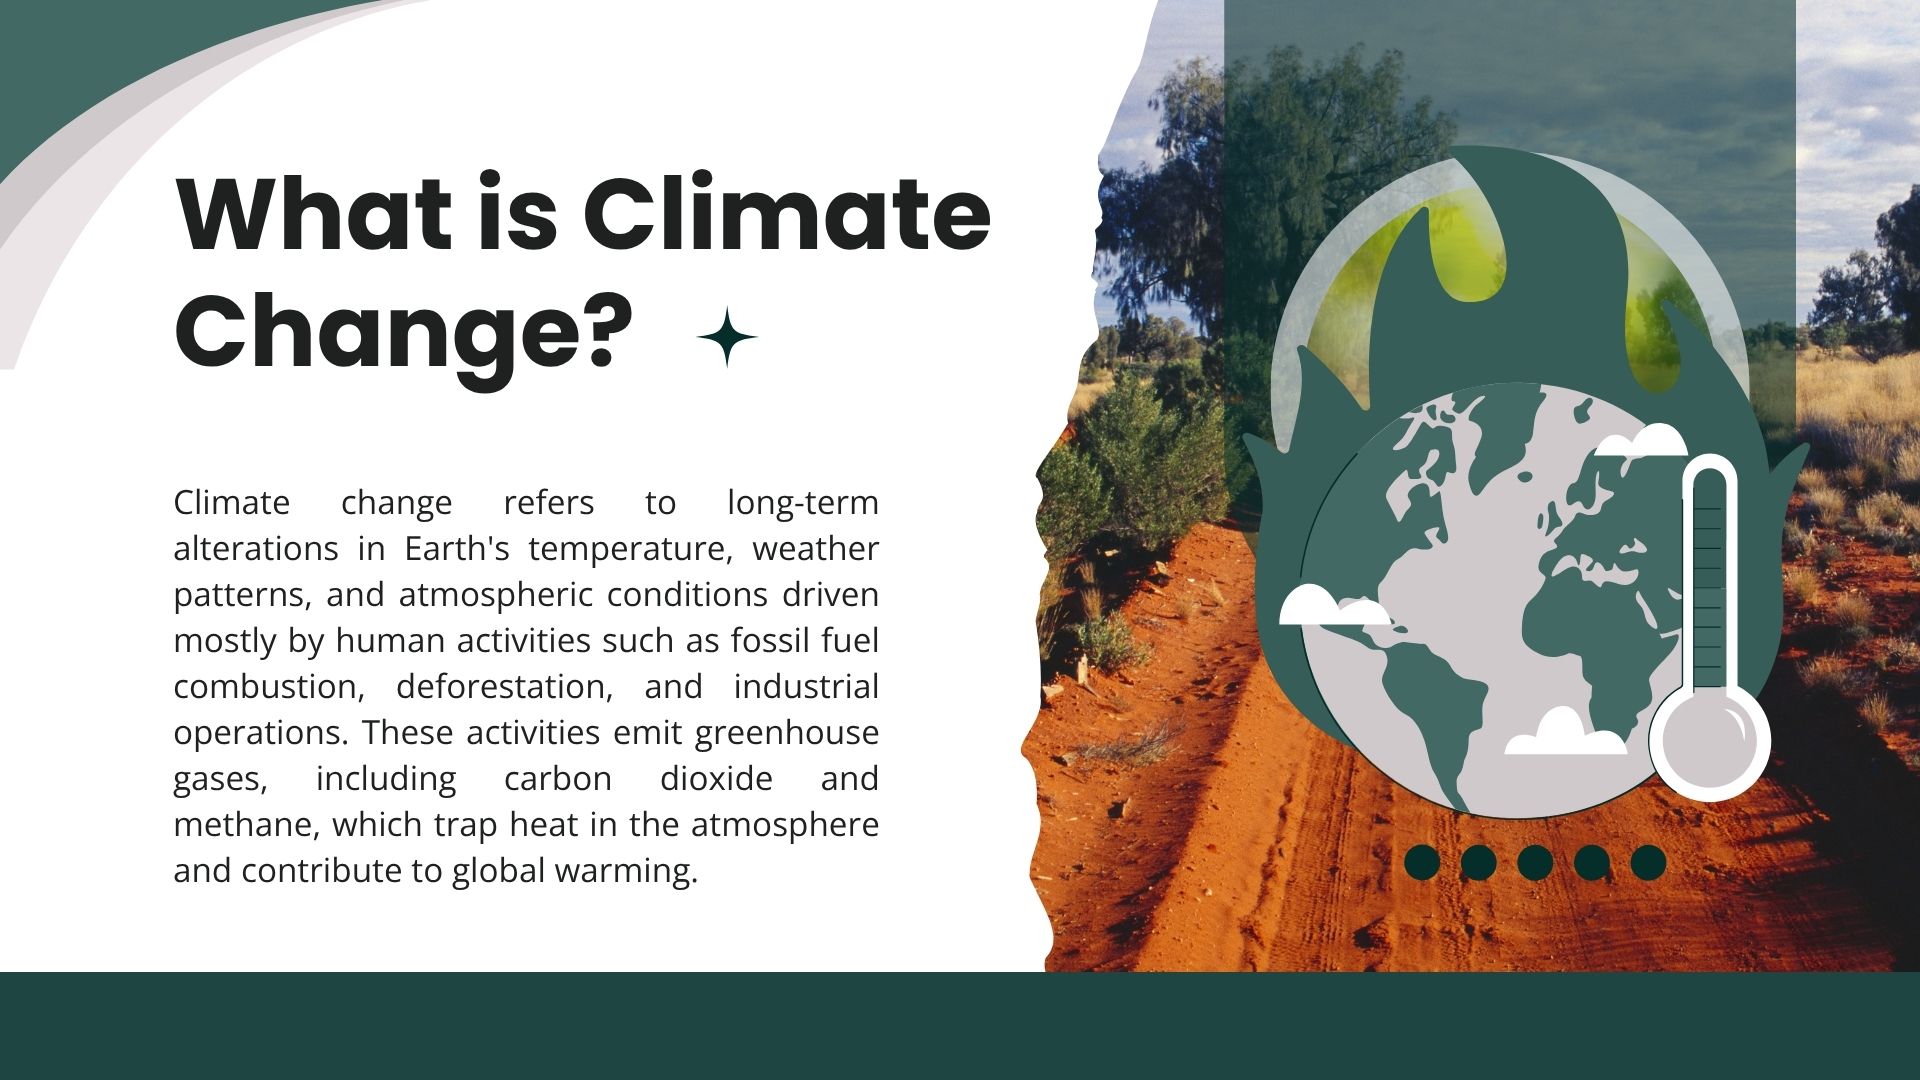 What is Climate
Change?
Climate change refers to long-term
alterations in Earth's temperature, weather
patterns, and atmospheric conditions driven
mostly by human activities such as fossil fuel
combustion, deforestation, and industrial
operations. These activities emit greenhouse
gases, including carbon dioxide and
methane, which trap heat in the atmosphere
and contribute to global warming.